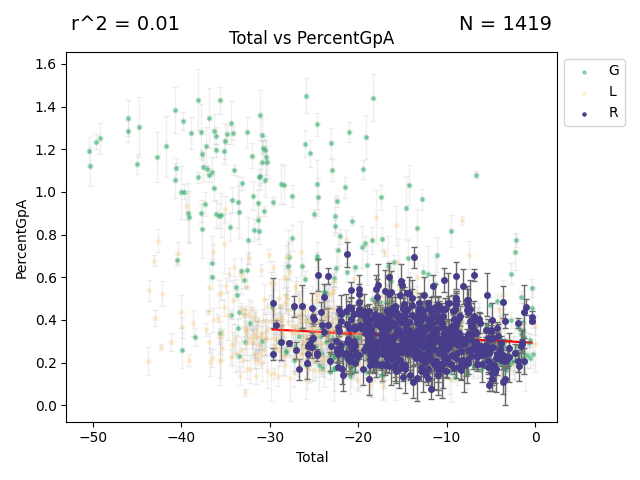 r^2 = 0.01
N = 1419
Total vs PercentGpA
G
L
R
PercentGpA
1.6
1.4
1.2
1.0
0.8
0.6
0.4
0.2
0.0
−50
−40
−30
−20
−10
0
Total